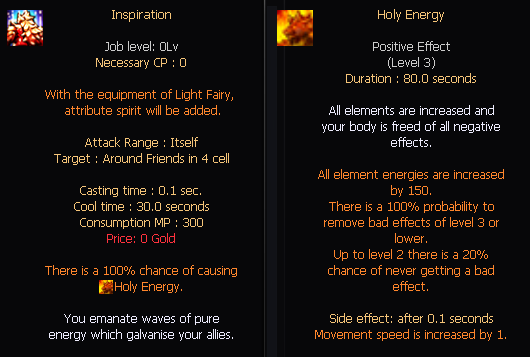 Inspiration
Job level: 0Lv
Necessary CP : 0
With the equipment of Light Fairy,
attribute spirit will be added.
Attack Range : Itself
Target : Around Friends in 4 cell
Casting time : 0.1 sec.
Cool time : 30.0 seconds
Consumption MP : 300
Price: 0 Gold
There is a 100% chance of causing
Holy Energy.
You emanate waves of pure
energy which galvanise your allies.
Holy Energy
Positive Effect
(Level 3)
Duration : 80.0 seconds
All elements are increased and
your body is freed of all negative
effects.
All element energies are increased
by 150.
There is a 100% probability to
remove bad effects of level 3 or
lower.
Up to level 2 there is a 20%
chance of never getting a bad
effect.
Side effect: after 0.1 seconds
Movement speed is increased by 1.